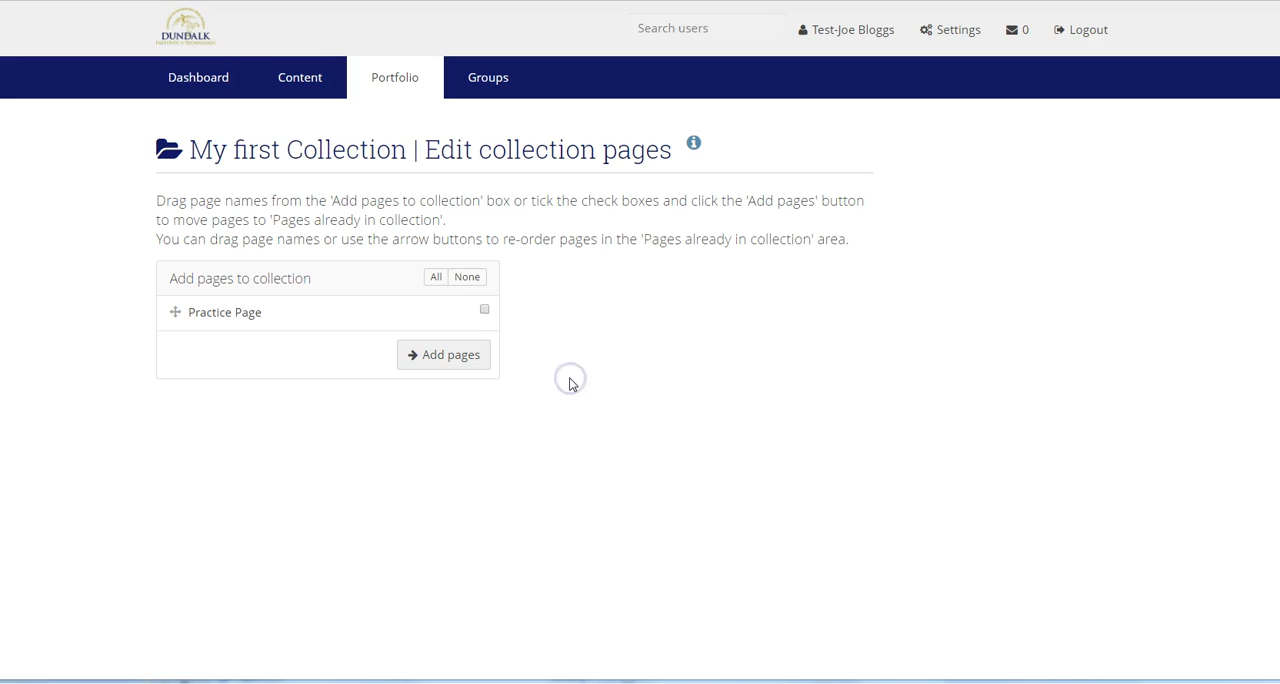 DUNDALK
INSTITUTE of TECHNOLOGY
Search users
Test-Joe Bloggs
Settings
0
Logout
Dashboard
Content
Portfolio
Groups
My first Collection | Edit collection pages
Drag page names from the 'Add pages to collection' box or tick the check boxes and click the 'Add pages' button
to move pages to 'Pages already in collection'.
You can drag page names or use the arrow buttons to re-order pages in the 'Pages already in collection' area.
Add pages to collection
All
None
Practice Page
Add pages